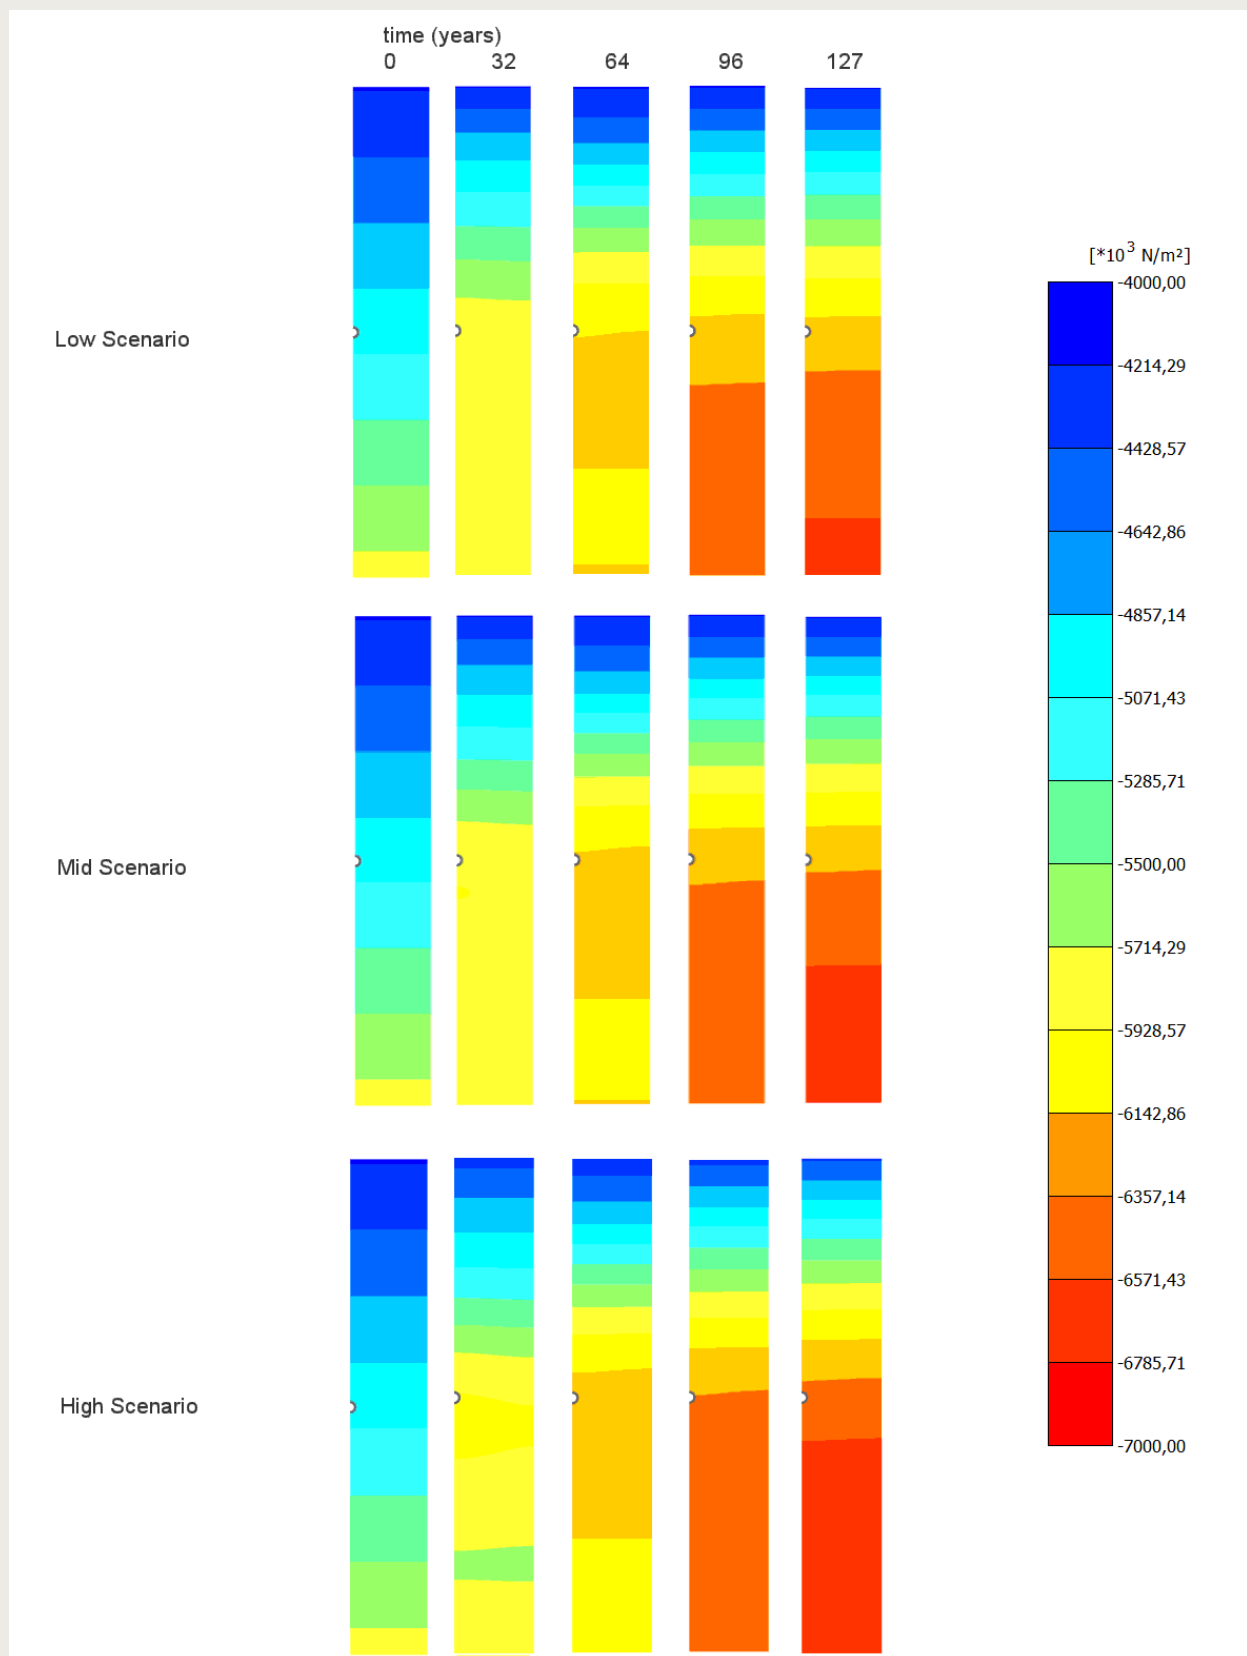 time (years)
0 32 64 96 127
[*10³ N/m²]
-4000,00
-4214,29
Low Scenario
-4428,57
-4642,86
-4857,14
-5071,43
-5285,71
Mid Scenario
-5500,00
-5714,29
-5928,57
-6142,86
-6357,14
-6571,43
-6785,71
High Scenario
-7000,00